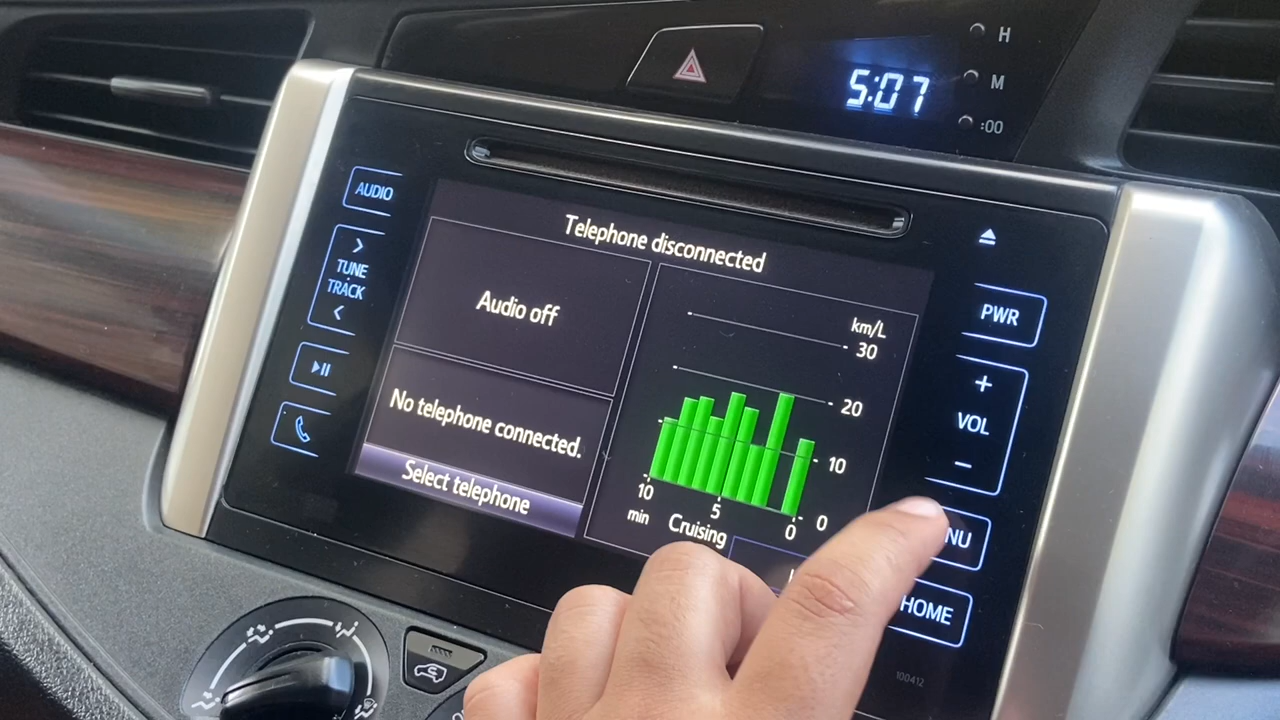 H
5:07
M
:00
AUDIO
TUNE
TRACK
Telephone disconnected
Audio off
No telephone connected.
Select telephone
km/L
30
20
10
0
10
5
0
min
Cruising
PWR
+
VOL
−
NU
HOME
100412